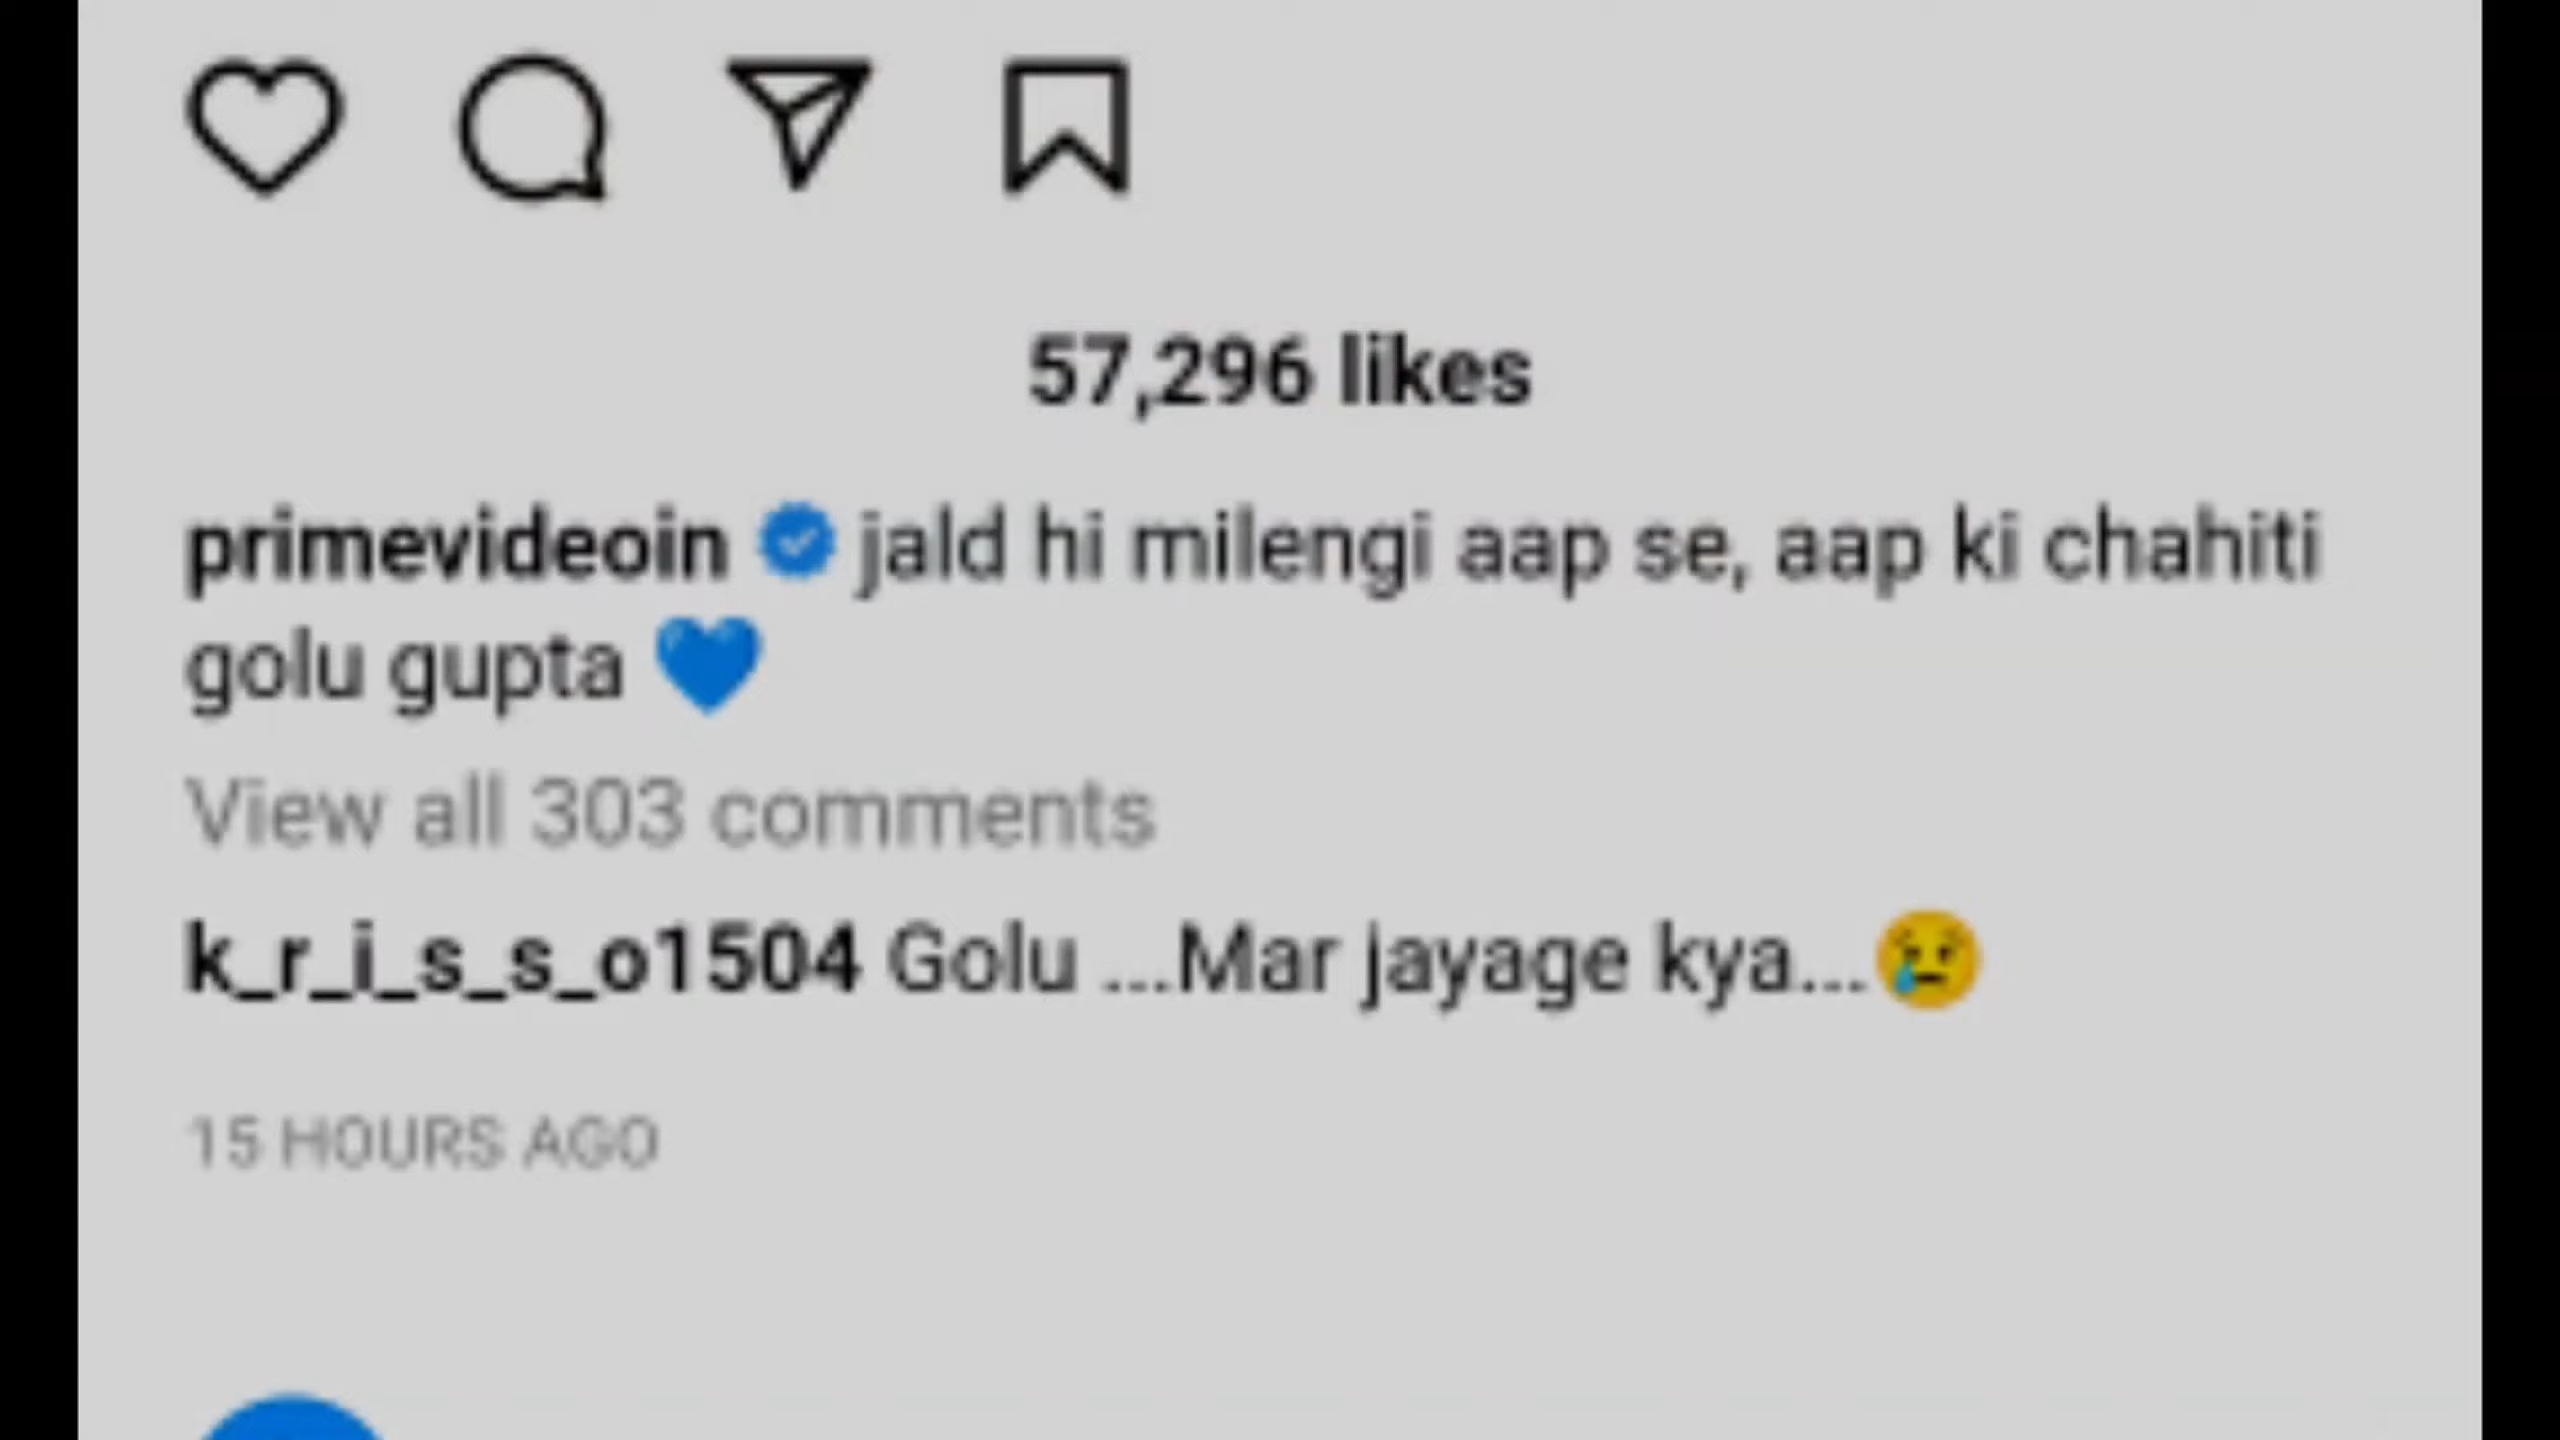 57,296 likes
primevideoin jald hi milengi aap se, aap ki chahiti
golu gupta 💙
View all 303 comments
k_r_i_s_s_o1504 Golu ...Mar jayage kya...😢
15 HOURS AGO